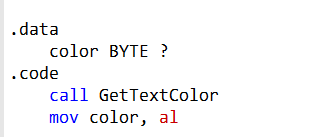 .data
    color BYTE ?
.code
    call GetTextColor
    mov color, al